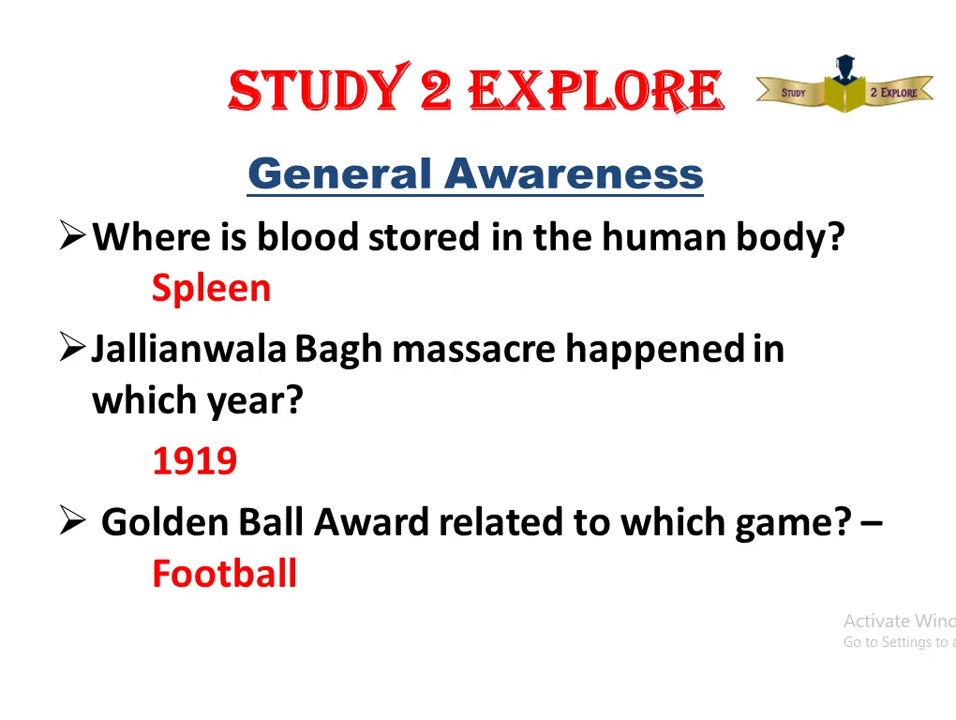 STUDY 2 EXPLORE
STUDY 2 EXPLORE
General Awareness
➢Where is blood stored in the human body?
Spleen
➢Jallianwala Bagh massacre happened in
which year?
1919
➢ Golden Ball Award related to which game? –
Football
Activate Wind
Go to Settings to a